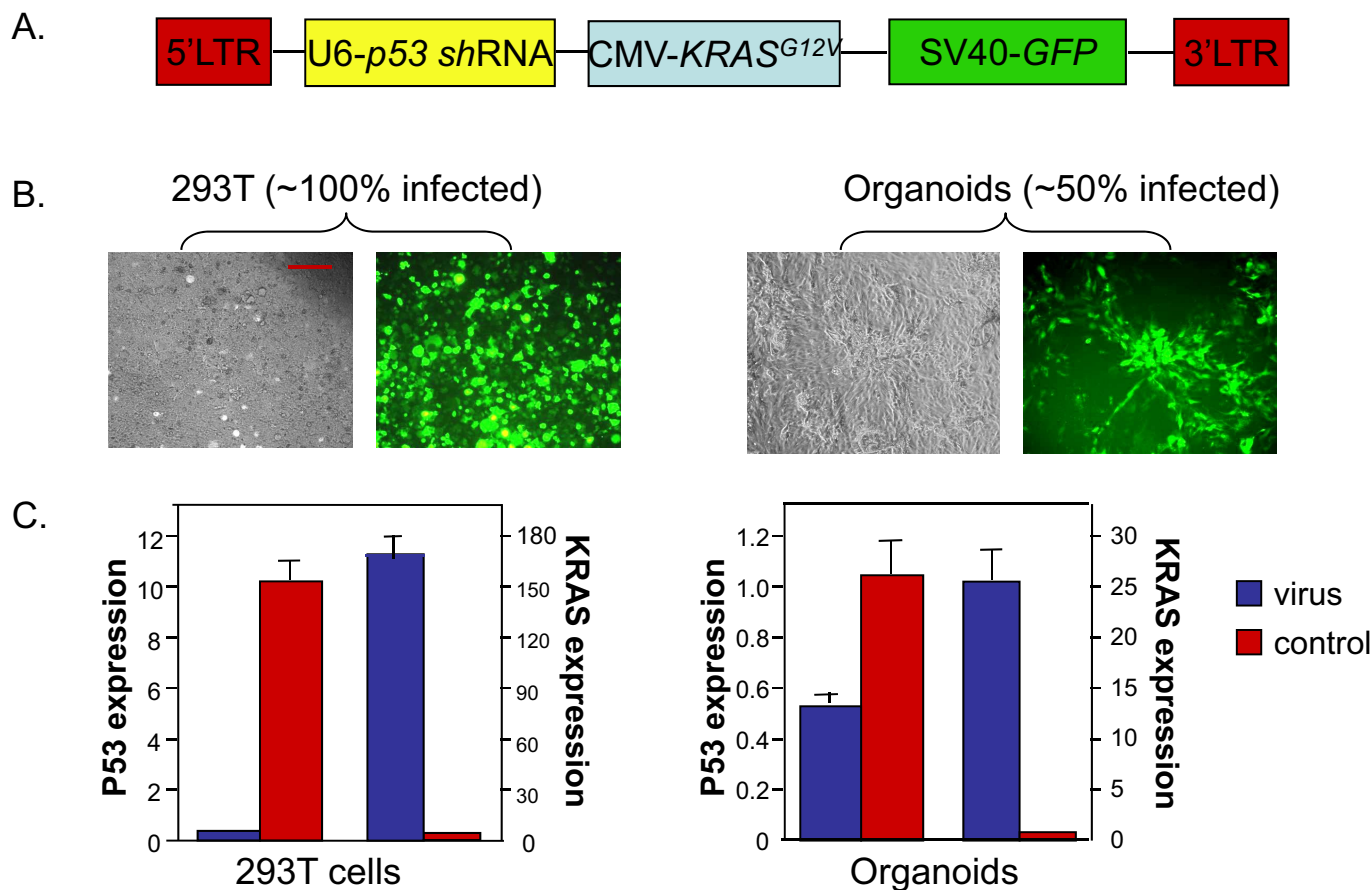 A.
5'LTR
U6-p53 shRNA
CMV-KRAS^G12V
SV40-GFP
3'LTR
B.
293T (~100% infected)
Organoids (~50% infected)
C.
P53 expression
12
10
8
6
4
2
0
180
150
120
90
60
30
0
KRAS expression
293T cells
P53 expression
1.2
1.0
0.8
0.6
0.4
0.2
0
30
25
20
15
10
5
0
KRAS expression
Organoids
virus
control